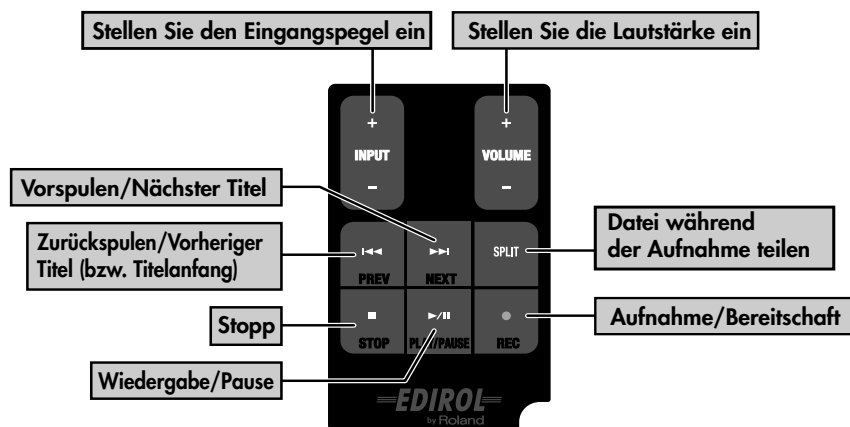 Stellen Sie den Eingangspegel ein
Stellen Sie die Lautstärke ein
+
+
INPUT
VOLUME
−
−
Vorspulen/Nächster Titel
Zurückspulen/Vorheriger
Titel (bzw. Titelanfang)
Datei während
der Aufnahme teilen
SPLIT
PREV
NEXT
Stopp
Aufnahme/Bereitschaft
STOP
PLAY/PAUSE
REC
Wiedergabe/Pause
EDIROL
by Roland